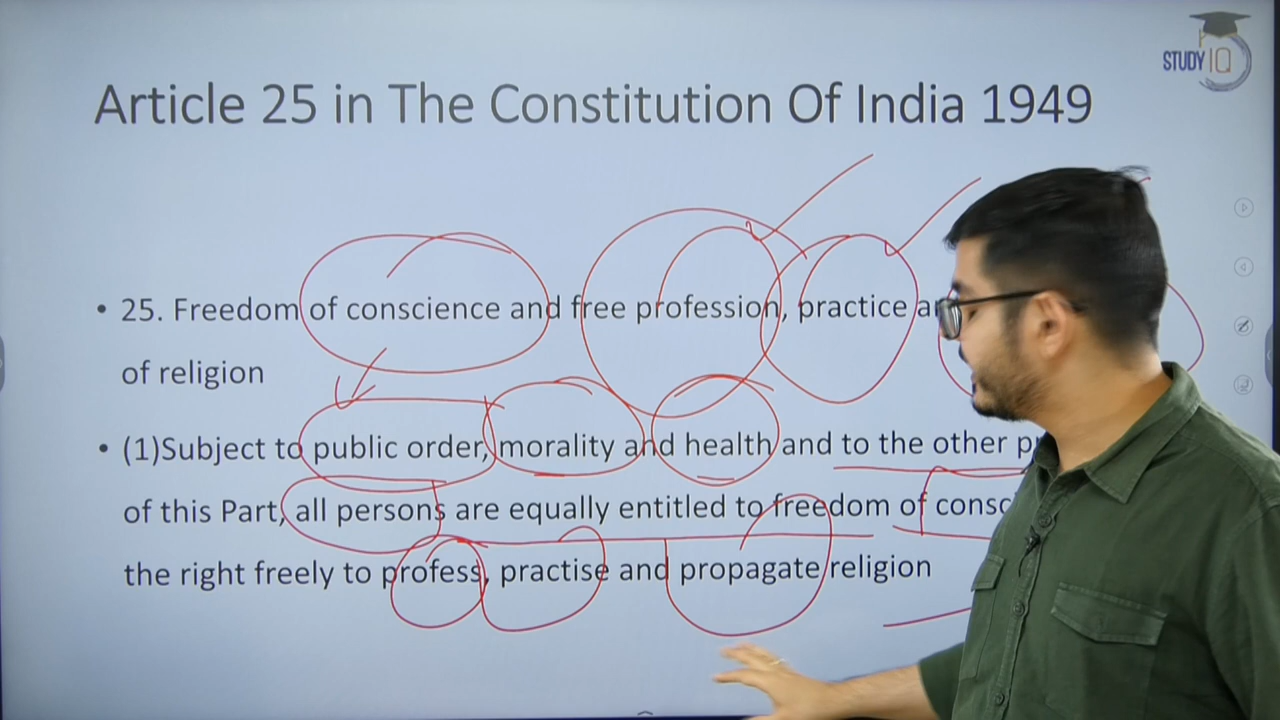 STUDY IQ
Article 25 in The Constitution Of India 1949
• 25. Freedom of conscience and free profession, practice
of religion
• (1)Subject to public order, morality and health and to the other
of this Part, all persons are equally entitled to freedom of
the right freely to profess, practise and propagate religion